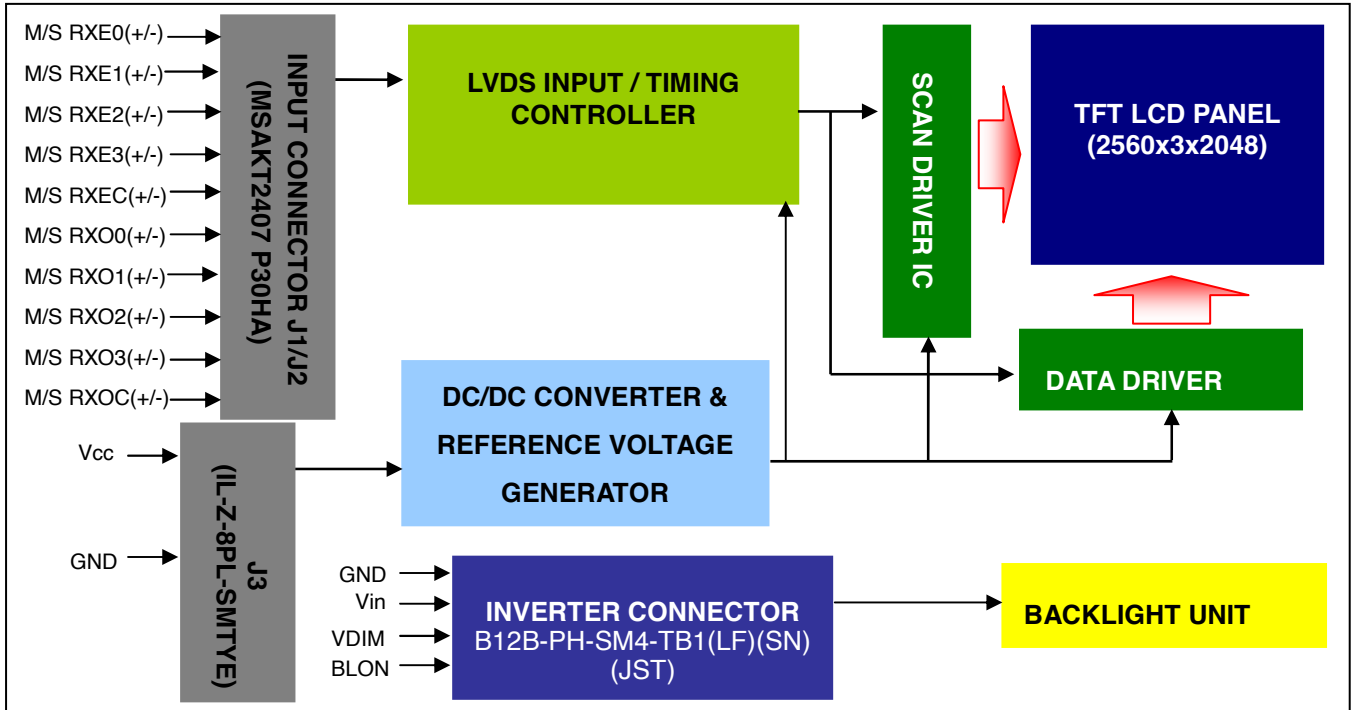 M/S RXE0(+/-)
M/S RXE1(+/-)
M/S RXE2(+/-)
M/S RXE3(+/-)
M/S RXEC(+/-)
M/S RXO0(+/-)
M/S RXO1(+/-)
M/S RXO2(+/-)
M/S RXO3(+/-)
M/S RXOC(+/-)
INPUT CONNECTOR J1/J2
(MSAKT2407 P30HA)
LVDS INPUT / TIMING
CONTROLLER
SCAN DRIVER IC
TFT LCD PANEL
(2560x3x2048)
DATA DRIVER
Vcc
GND
J3
(IL-Z-8PL-SMTYE)
DC/DC CONVERTER &
REFERENCE VOLTAGE
GENERATOR
GND
Vin
VDIM
BLON
INVERTER CONNECTOR
B12B-PH-SM4-TB1(LF)(SN)
(JST)
BACKLIGHT UNIT